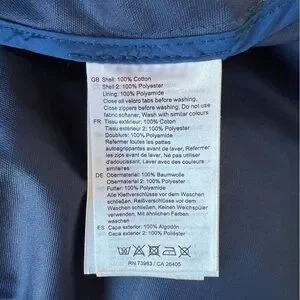 GB Shell: 100% Cotton
Shell 2: 100% Polyester
Lining: 100% Polyamide
Close all velcro tabs before washing.
Close zippers before washing. Do not use
fabric softener, Wash with similar colours
FR Tissu extérieur: 100% Coton
Tissu extérieur 2: 100% Polyester
Doublure: 100% Polyamide
Refermer toutes les pattes
autoagrippantes avant de laver, Refermer
les zips avant de laver, Ne pas utiliser
d'adoucissant, Laver avec des couleurs
similaires
DE Obermaterial: 100% Baumwolle
Obermaterial 2: 100% Polyester
Futter: 100% Polyamid
Alle Klettverschlüsse vor dem Waschen
schließen, Reißverschlüsse vor dem
Waschen schließen, Keinen Weichspüler
verwenden, Mit ähnlichen Farben
waschen
ES Capa exterior: 100% Algodón
Capa exterior 2: 100% Poliéster
RN 73983 / CA 26405